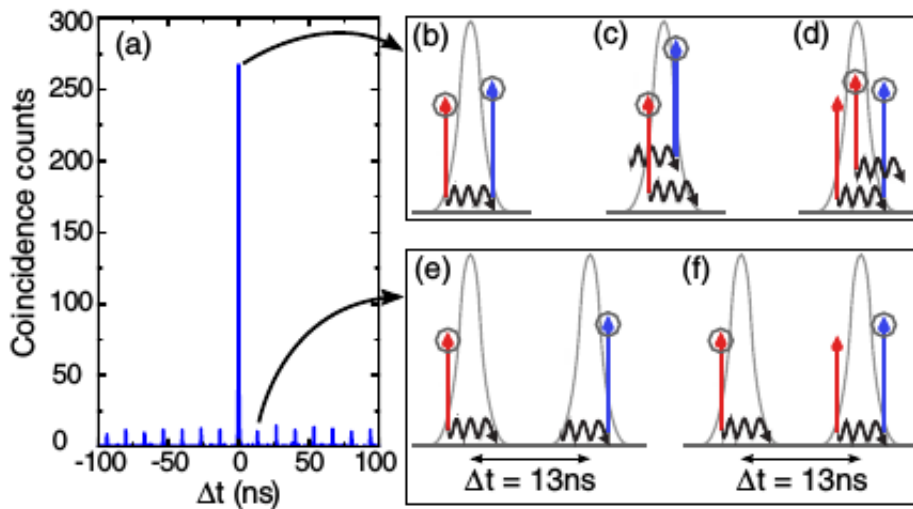 (a)
300
250
200
150
100
50
0
Coincidence counts
-100
-50
0
50
100
Δt (ns)
(b)
(c)
(d)
(e)
(f)
Δt = 13ns
Δt = 13ns